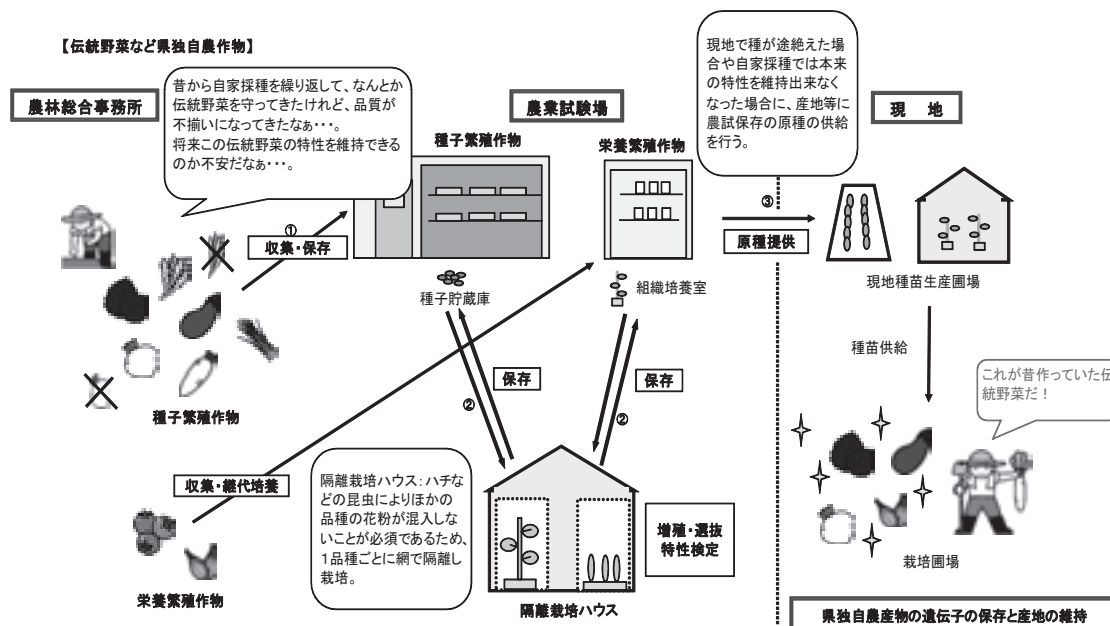 【伝統野菜など県独自農作物】
農林総合事務所
昔から自家採種を繰り返して、なんとか
伝統野菜を守ってきたけれど、品質が
不揃いになってきたなぁ・・・。
将来この伝統野菜の特性を維持できる
のか不安だなぁ・・・。
農業試験場
種子繁殖作物
栄養繁殖作物
現地で種が途絶えた場
合や自家採種では本来
の特性を維持出来なく
なった場合に、産地等に
農試保存の原種の供給
を行う。
現 地
①
収集・保存
③
原種提供
種子貯蔵庫
組織培養室
現地種苗生産圃場
種苗供給
保存
②
保存
②
種子繁殖作物
これが昔作っていた伝
統野菜だ！
収集・継代培養
隔離栽培ハウス：ハチな
どの昆虫によりほかの
品種の花粉が混入しな
いことが必須であるため、
１品種ごとに網で隔離し
栽培。
増殖・選抜
特性検定
栽培圃場
栄養繁殖作物
隔離栽培ハウス
県独自農産物の遺伝子の保存と産地の維持